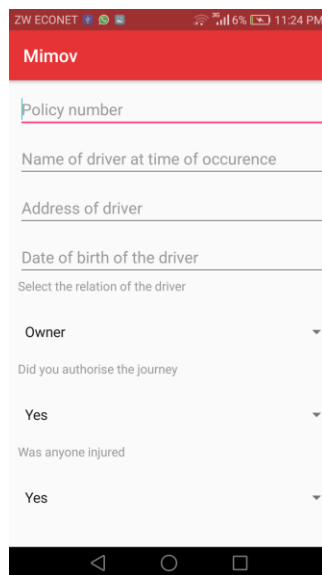 ZW ECONET 3G 6% 11:24 PM
Mimov
Policy number
Name of driver at time of occurence
Address of driver
Date of birth of the driver
Select the relation of the driver
Owner
Did you authorise the journey
Yes
Was anyone injured
Yes